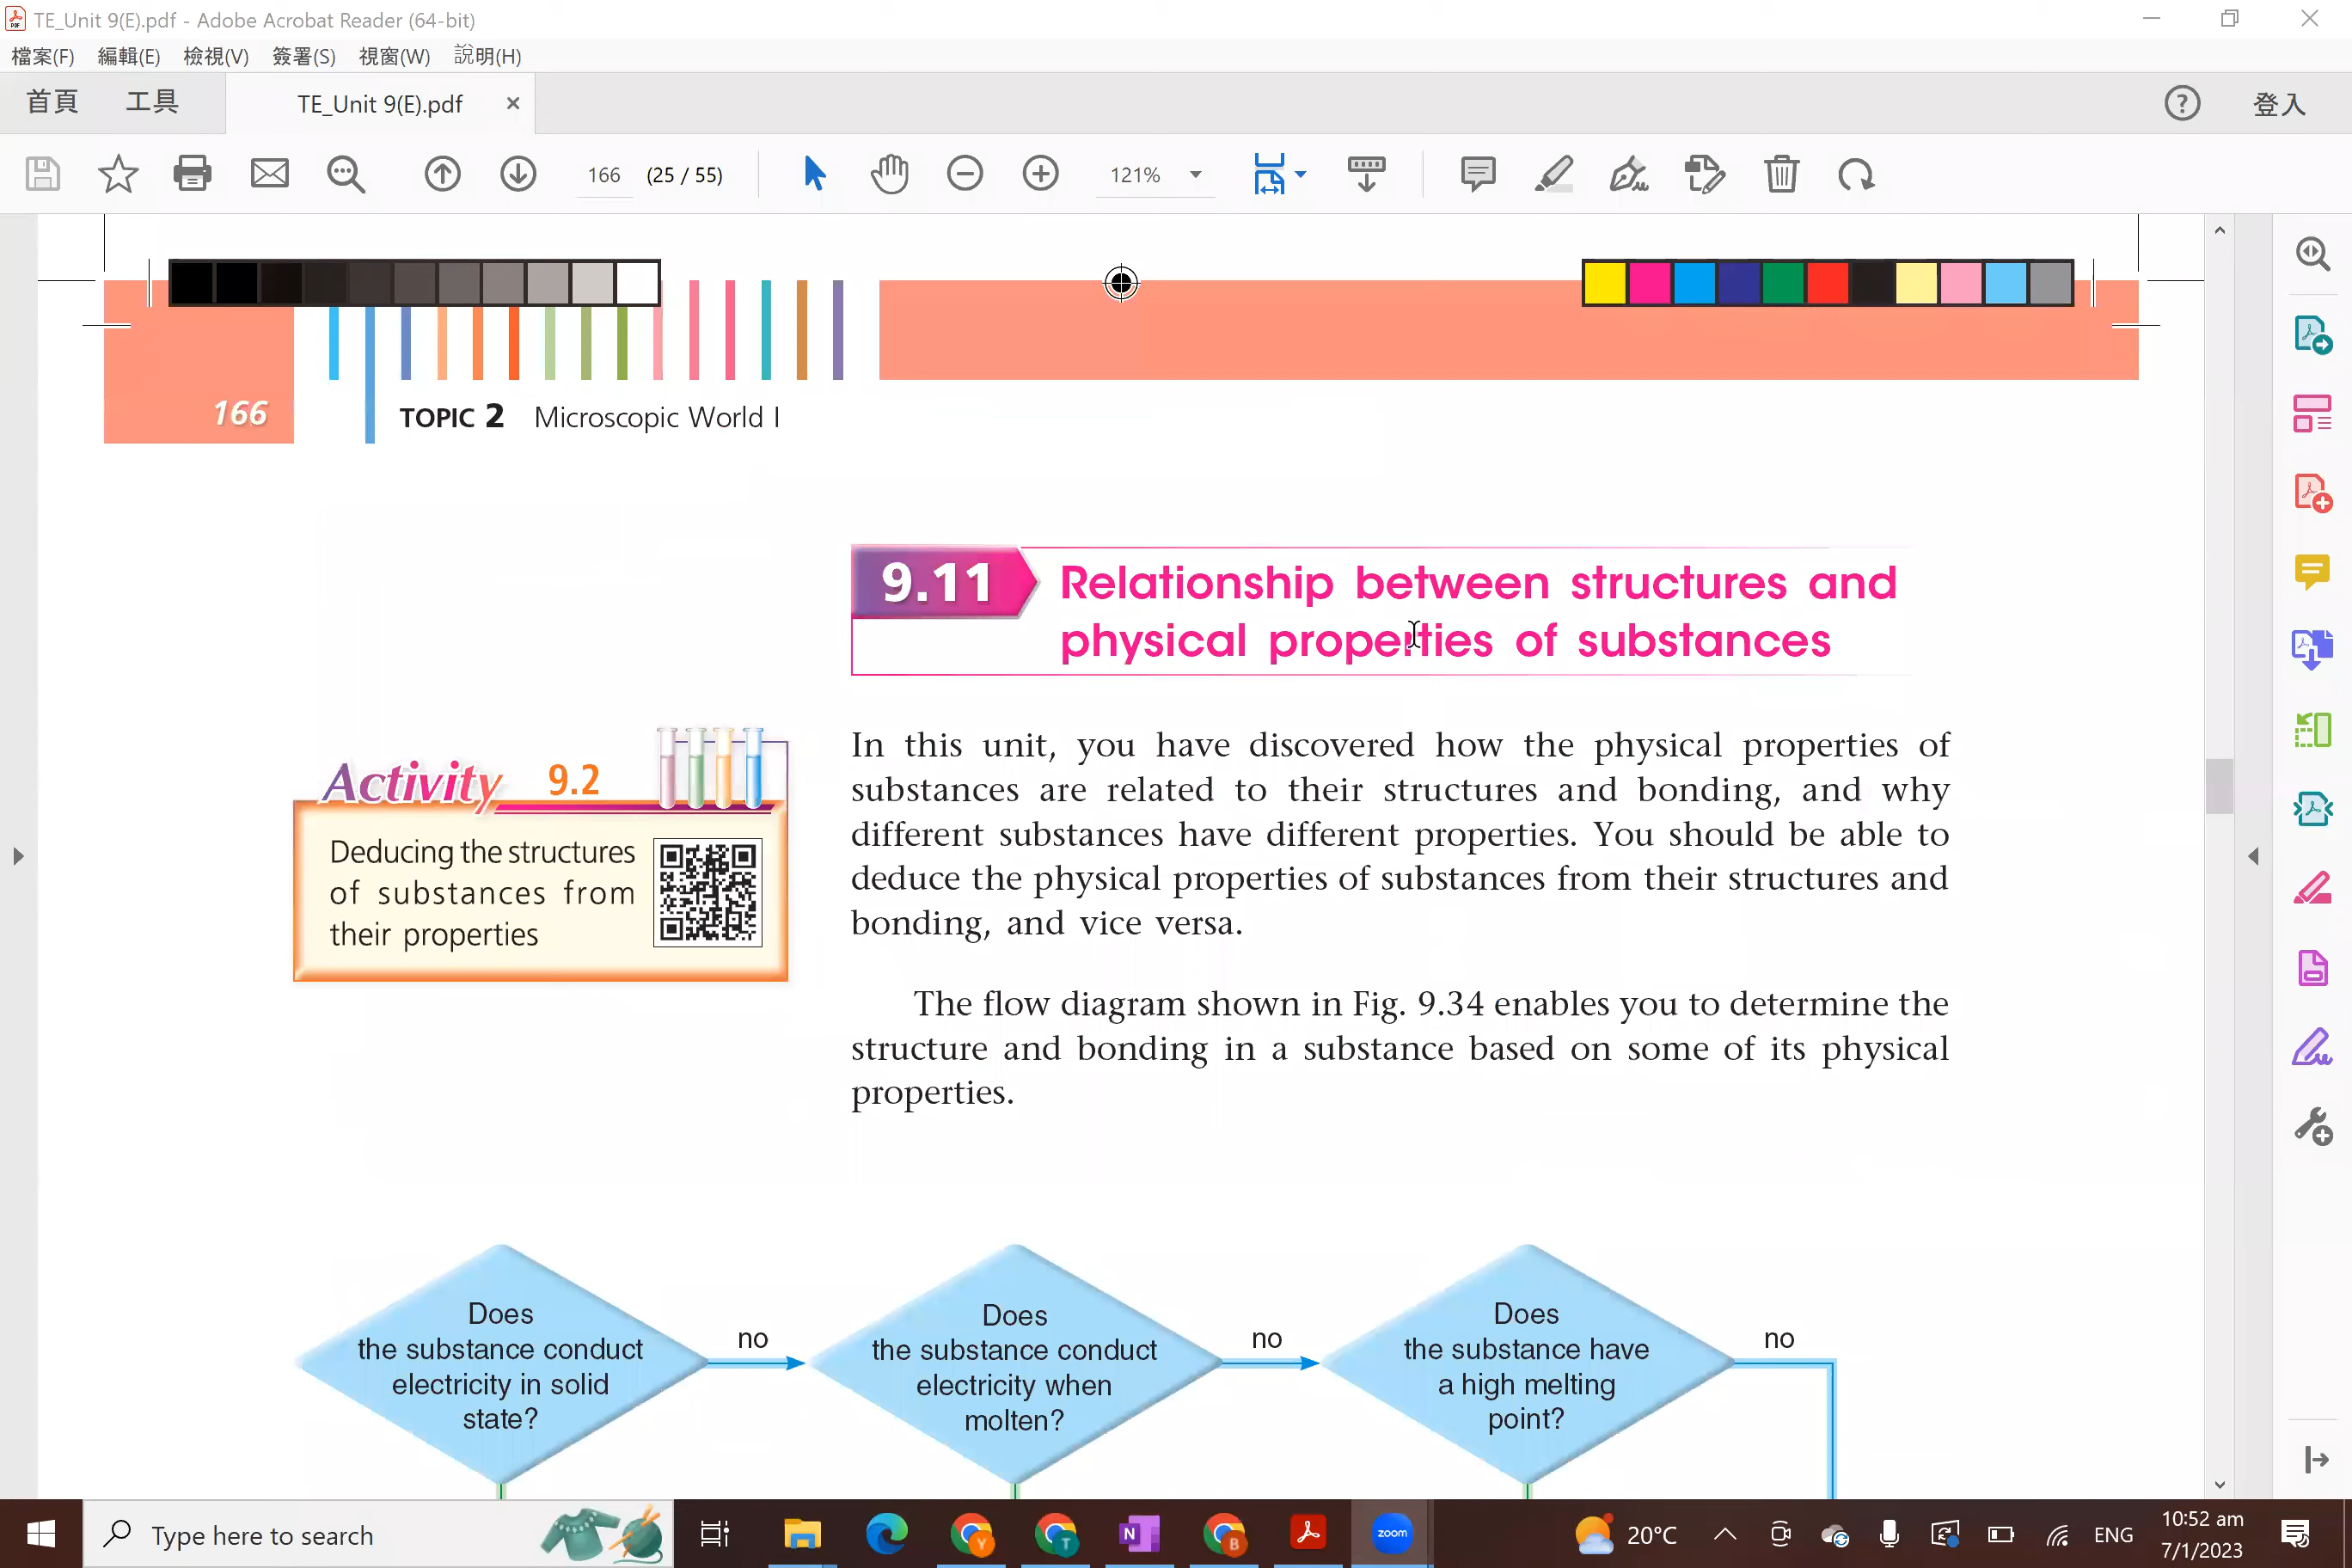 TE_Unit 9(E).pdf - Adobe Acrobat Reader (64-bit)
檔案(F) 編輯(E) 檢視(V) 簽署(S) 視窗(W) 說明(H)
首頁 工具 TE_Unit 9(E).pdf × ? 登入
166 (25 / 55) 121%
166 TOPIC 2 Microscopic World I
9.11 Relationship between structures and
physical properties of substances
Activity 9.2
Deducing the structures
of substances from
their properties
In this unit, you have discovered how the physical properties of
substances are related to their structures and bonding, and why
different substances have different properties. You should be able to
deduce the physical properties of substances from their structures and
bonding, and vice versa.
The flow diagram shown in Fig. 9.34 enables you to determine the
structure and bonding in a substance based on some of its physical
properties.
Does
the substance conduct
electricity in solid
state?
no
Does
the substance conduct
electricity when
molten?
no
Does
the substance have
a high melting
point?
no
Type here to search
N
Y
T
B
zoom
20°C
ENG
10:52 am
7/1/2023